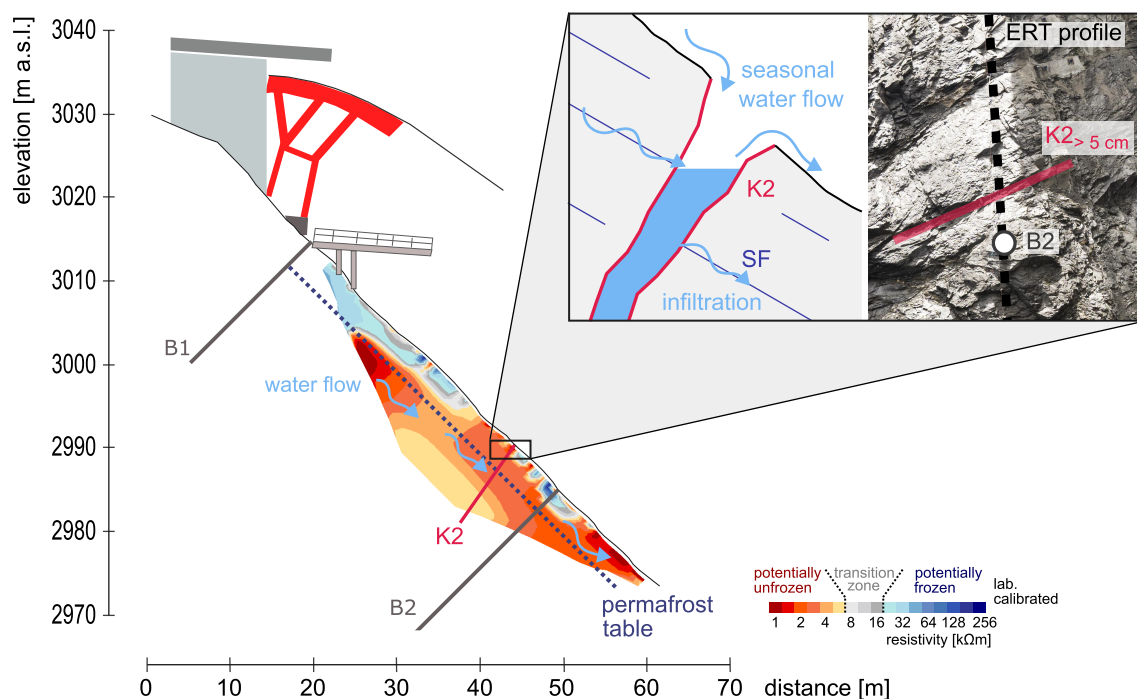 elevation [m a.s.l.]
3040
3030
3020
3010
3000
2990
2980
2970
seasonal
water flow
K2
SF
infiltration
ERT profile
K2> 5 cm
B2
B1
water flow
K2
B2
permafrost
table
potentially
unfrozen
transition
zone
potentially
frozen
lab.
calibrated
1 2 4 8 16 32 64 128 256
resistivity [kΩm]
0 10 20 30 40 50 60 70
distance [m]